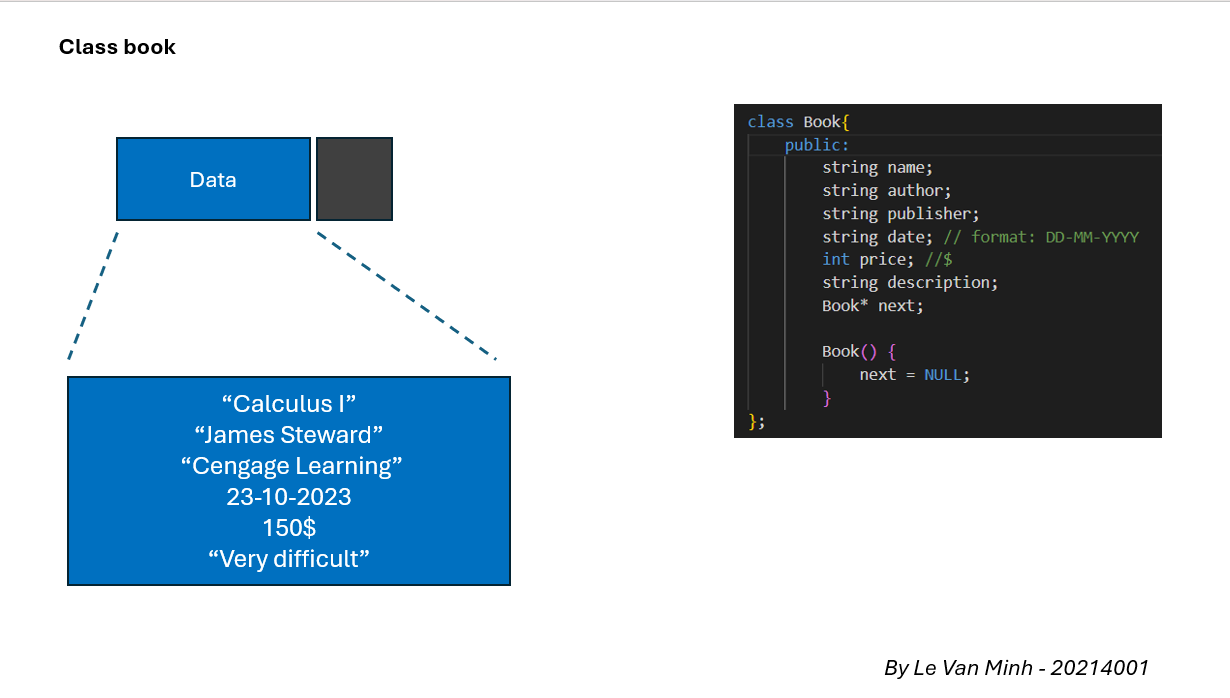 Class book
Data
“Calculus I”
“James Steward”
“Cengage Learning”
23-10-2023
150$
“Very difficult”
class Book{
public:
string name;
string author;
string publisher;
string date; // format: DD-MM-YYYY
int price; //$
string description;
Book* next;
Book() {
next = NULL;
}
};
By Le Van Minh - 20214001